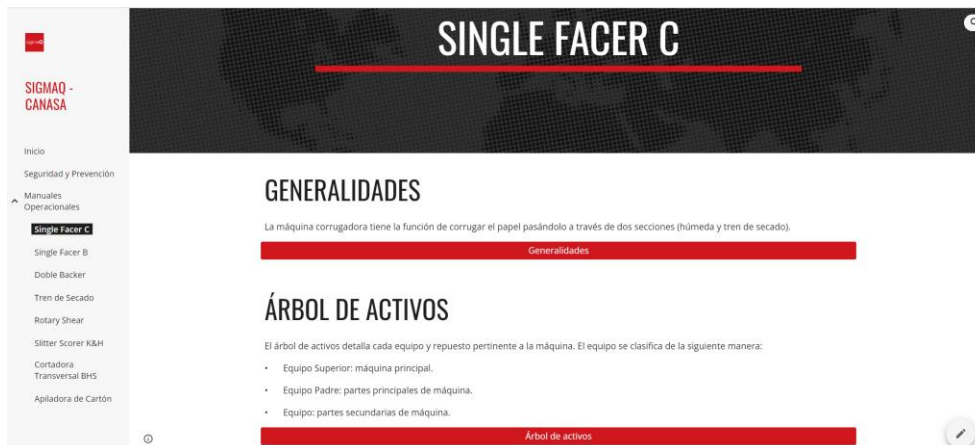 SIGMAQ -
CANASA
Inicio
Seguridad y Prevención
Manuales
Operacionales
Single Facer C
Single Facer B
Doble Backer
Tren de Secado
Rotary Shear
Slitter Scorer K&H
Cortadora
Transversal BHS
Apiladora de Cartón
SINGLE FACER C
GENERALIDADES
La máquina corrugadora tiene la función de corrugar el papel pasándolo a través de dos secciones (húmeda y tren de secado).
Generalidades
ÁRBOL DE ACTIVOS
El árbol de activos detalla cada equipo y repuesto pertinente a la máquina. El equipo se clasifica de la siguiente manera:
• Equipo Superior: máquina principal.
• Equipo Padre: partes principales de máquina.
• Equipo: partes secundarias de máquina.
Árbol de activos